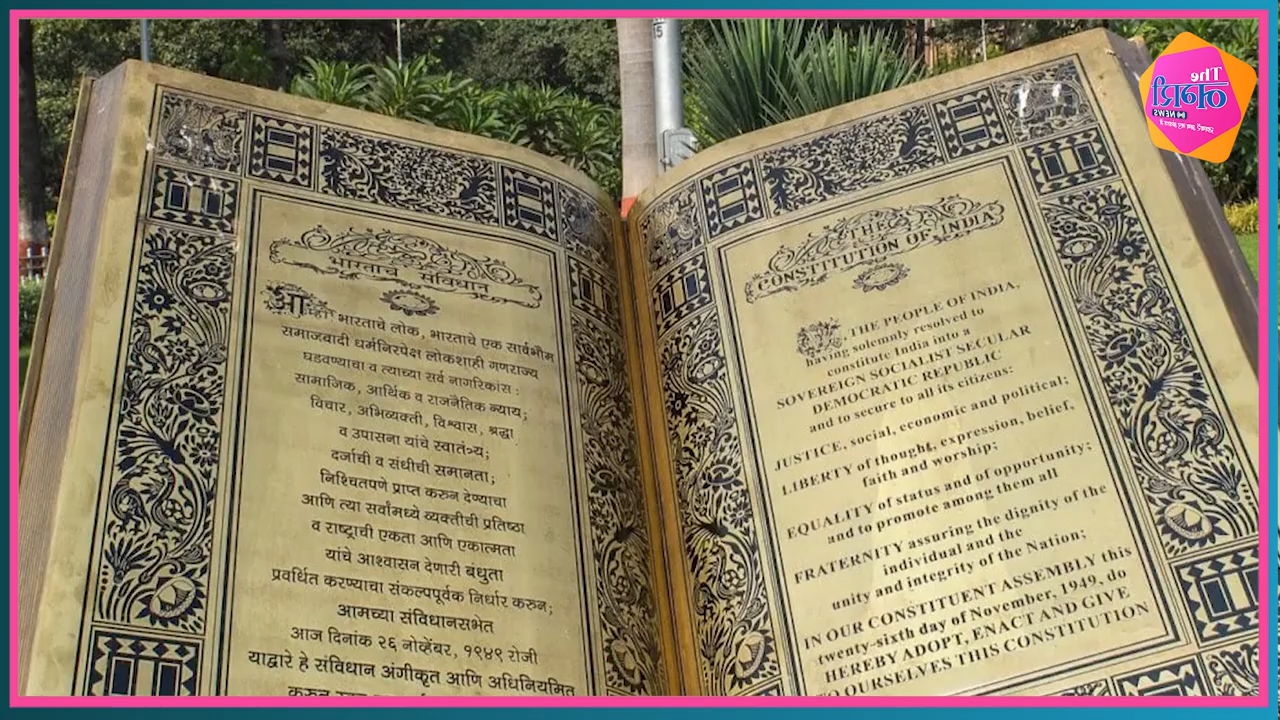 भारताचे संविधान
आम्ही भारताचे लोक, भारताचे एक सार्वभौम
समाजवादी धर्मनिरपेक्ष लोकशाही गणराज्य
घडवण्याचा व त्याच्या सर्व नागरिकांस :
सामाजिक, आर्थिक व राजनैतिक न्याय;
विचार, अभिव्यक्ती, विश्वास, श्रद्धा
व उपासना यांचे स्वातंत्र्य;
दर्जाची व संधीची समानता;
निश्चितपणे प्राप्त करुन देण्याचा
आणि त्या सर्वांमध्ये व्यक्तीची प्रतिष्ठा
व राष्ट्राची एकता आणि एकात्मता
यांचे आश्वासन देणारी बंधुता
प्रवर्धित करण्याचा संकल्पपूर्वक निर्धार करुन;
आमच्या संविधानसभेत
आज दिनांक २६ नोव्हेंबर, १९४९ रोजी
याद्वारे हे संविधान अंगीकृत आणि अधिनियमित
करुन
THE
CONSTITUTION OF INDIA
WE, THE PEOPLE OF INDIA,
having solemnly resolved to
constitute India into a
SOVEREIGN SOCIALIST SECULAR
DEMOCRATIC REPUBLIC
and to secure to all its citizens:
JUSTICE, social, economic and political;
LIBERTY of thought, expression, belief,
faith and worship;
EQUALITY of status and of opportunity;
and to promote among them all
FRATERNITY assuring the dignity of the
individual and the
unity and integrity of the Nation;
IN OUR CONSTITUENT ASSEMBLY this
twenty-sixth day of November, 1949, do
HEREBY ADOPT, ENACT AND GIVE
TO OURSELVES THIS CONSTITUTION
15
The
NEWS